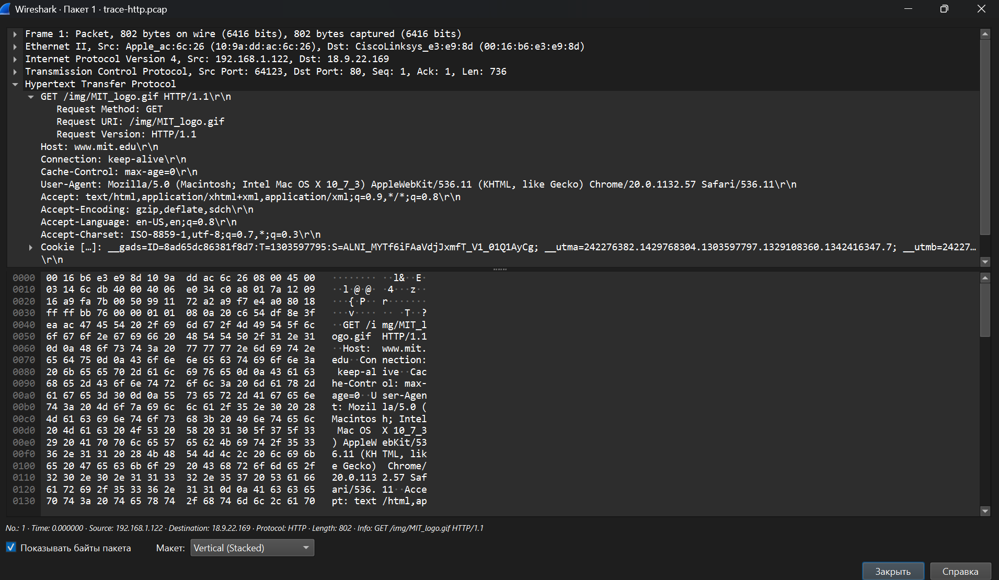 Wireshark · Пакет 1 · trace-http.pcap
Frame 1: Packet, 802 bytes on wire (6416 bits), 802 bytes captured (6416 bits)
Ethernet II, Src: Apple_ac:6c:26 (10:9a:dd:ac:6c:26), Dst: CiscoLinksys_e3:e9:8d (00:16:b6:e3:e9:8d)
Internet Protocol Version 4, Src: 192.168.1.122, Dst: 18.9.22.169
Transmission Control Protocol, Src Port: 64123, Dst Port: 80, Seq: 1, Ack: 1, Len: 736
Hypertext Transfer Protocol
GET /img/MIT_logo.gif HTTP/1.1\r\n
Request Method: GET
Request URI: /img/MIT_logo.gif
Request Version: HTTP/1.1
Host: www.mit.edu\r\n
Connection: keep-alive\r\n
Cache-Control: max-age=0\r\n
User-Agent: Mozilla/5.0 (Macintosh; Intel Mac OS X 10_7_3) AppleWebKit/536.11 (KHTML, like Gecko) Chrome/20.0.1132.57 Safari/536.11\r\n
Accept: text/html,application/xhtml+xml,application/xml;q=0.9,*/*;q=0.8\r\n
Accept-Encoding: gzip,deflate,sdch\r\n
Accept-Language: en-US,en;q=0.8\r\n
Accept-Charset: ISO-8859-1,utf-8;q=0.7,*;q=0.3\r\n
Cookie […]: __gads=ID=8ad65dc86381f8d7:T=1303597795:S=ALNI_MYTf6iFAaVdjJxmfT_V1_01Q1AyCg; __utma=242276382.1429768304.1303597797.1329108360.1342416347.7; __utmb=24227…
\r\n
0000 00 16 b6 e3 e9 8d 10 9a dd ac 6c 26 08 00 45 00 ········ ··l&··E·
0010 03 14 6c db 40 00 40 06 e0 34 c0 a8 01 7a 12 09 ··l·@·@· ·4···z··
0020 16 a9 fa 7b 00 50 99 11 72 a2 a9 f7 e4 a0 80 18 ···{·P·· r·······
0030 ff ff bb 76 00 00 01 01 08 0a 20 c6 54 df 8e 3f ···v···· ·· ·T··?
0040 ea ac 47 45 54 20 2f 69 6d 67 2f 4d 49 54 5f 6c ··GET /i mg/MIT_l
0050 6f 67 6f 2e 67 69 66 20 48 54 54 50 2f 31 2e 31 ogo.gif HTTP/1.1
0060 0d 0a 48 6f 73 74 3a 20 77 77 77 2e 6d 69 74 2e ··Host: www.mit.
0070 65 64 75 0d 0a 43 6f 6e 6e 65 63 74 69 6f 6e 3a edu··Con nection:
0080 20 6b 65 65 70 2d 61 6c 69 76 65 0d 0a 43 61 63 keep-al ive··Cac
0090 68 65 2d 43 6f 6e 74 72 6f 6c 3a 20 6d 61 78 2d he-Contr ol: max-
00a0 61 67 65 3d 30 0d 0a 55 73 65 72 2d 41 67 65 6e age=0··U ser-Agen
00b0 74 3a 20 4d 6f 7a 69 6c 6c 61 2f 35 2e 30 20 28 t: Mozil la/5.0 (
00c0 4d 61 63 69 6e 74 6f 73 68 3b 20 49 6e 74 65 6c Macintos h; Intel
00d0 20 4d 61 63 20 4f 53 20 58 20 31 30 5f 37 5f 33 Mac OS X 10_7_3
00e0 29 20 41 70 70 6c 65 57 65 62 4b 69 74 2f 35 33 ) AppleW ebKit/53
00f0 36 2e 31 31 20 28 4b 48 54 4d 4c 2c 20 6c 69 6b 6.11 (KH TML, lik
0100 65 20 47 65 63 6b 6f 29 20 43 68 72 6f 6d 65 2f e Gecko) Chrome/
0110 32 30 2e 30 2e 31 31 33 32 2e 35 37 20 53 61 66 20.0.113 2.57 Saf
0120 61 72 69 2f 35 33 36 2e 31 31 0d 0a 41 63 63 65 ari/536. 11··Acce
0130 70 74 3a 20 74 65 78 74 2f 68 74 6d 6c 2c 61 70 pt: text /html,ap
No.: 1 · Time: 0.000000 · Source: 192.168.1.122 · Destination: 18.9.22.169 · Protocol: HTTP · Length: 802 · Info: GET /img/MIT_logo.gif HTTP/1.1
Показывать байты пакета Макет: Vertical (Stacked)
Закрыть Справка